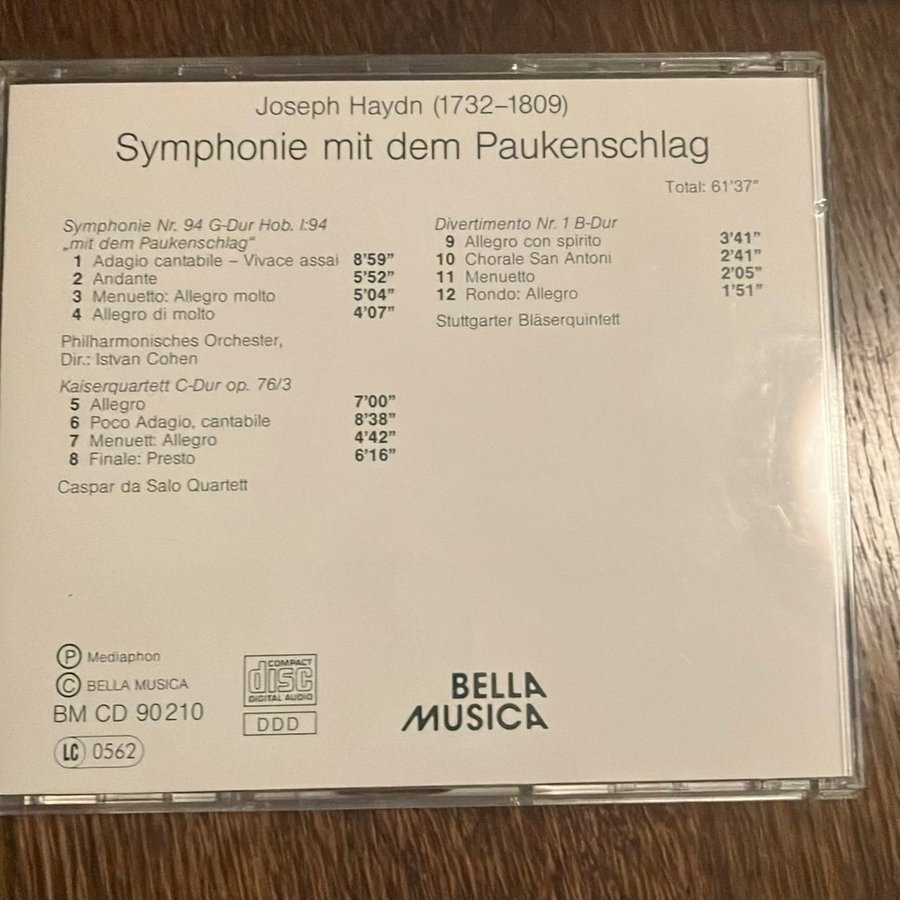 Joseph Haydn (1732–1809)
Symphonie mit dem Paukenschlag
Total: 61'37"
Symphonie Nr. 94 G-Dur Hob. I:94
„mit dem Paukenschlag“
1 Adagio cantabile – Vivace assai 8'59"
2 Andante 5'52"
3 Menuetto: Allegro molto 5'04"
4 Allegro di molto 4'07"
Philharmonisches Orchester,
Dir.: Istvan Cohen
Kaiserquartett C-Dur op. 76/3
5 Allegro 7'00"
6 Poco Adagio, cantabile 8'38"
7 Menuett: Allegro 4'42"
8 Finale: Presto 6'16"
Caspar da Salo Quartett
Divertimento Nr. 1 B-Dur
9 Allegro con spirito 3'41"
10 Chorale San Antoni 2'41"
11 Menuetto 2'05"
12 Rondo: Allegro 1'51"
Stuttgarter Bläserquintett
Ⓟ Mediaphon
Ⓒ BELLA MUSICA
BM CD 90210
LC 0562
COMPACT
disc
DIGITAL AUDIO
DDD
BELLA
MUSICA